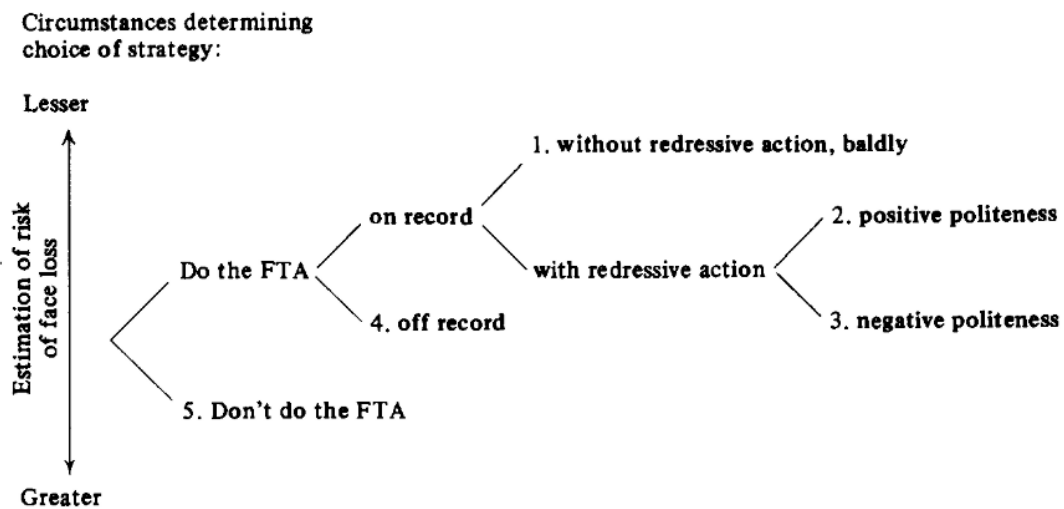 Circumstances determining
choice of strategy:
Lesser
Estimation of risk
of face loss
1. without redressive action, baldly
on record
2. positive politeness
Do the FTA
with redressive action
4. off record
3. negative politeness
5. Don't do the FTA
Greater